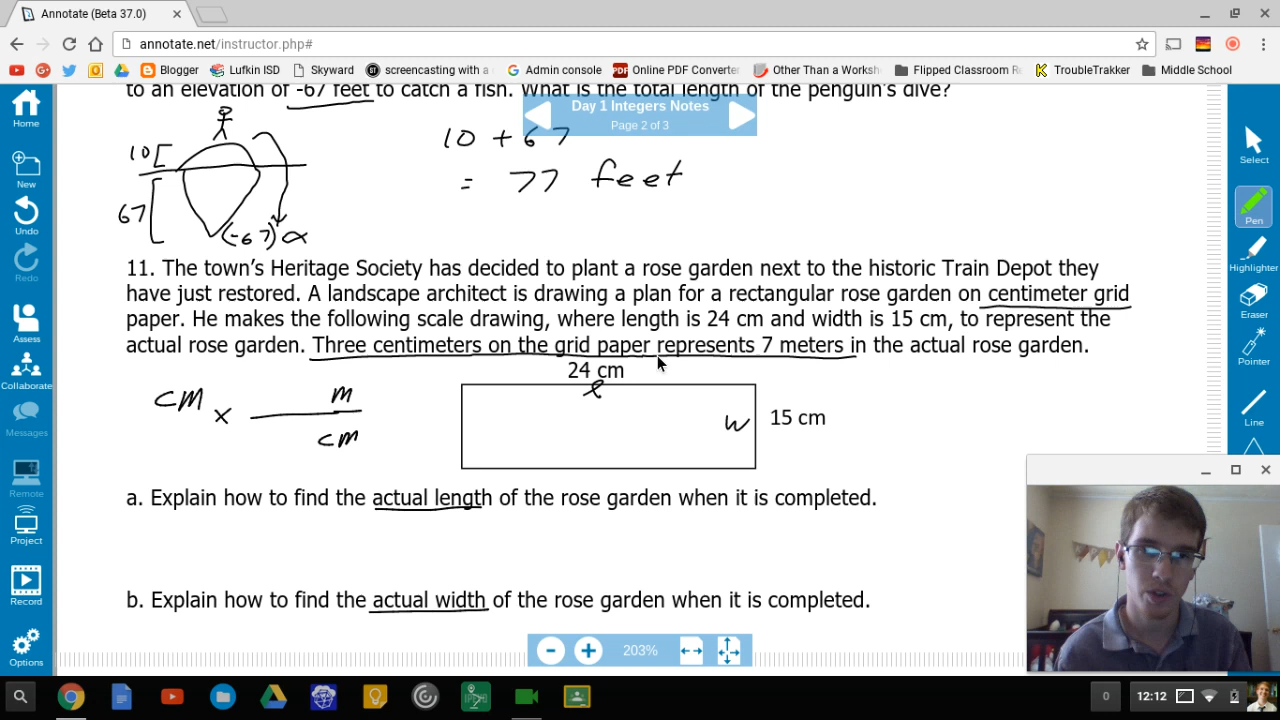 Annotate (Beta 37.0)
annotate.net/instructor.php#
Blogger
Lufkin ISD
Skyward
screencasting with a
Admin console
Online PDF Converter
Other Than a Worksh
Flipped Classroom R
TroubleTrakker
Middle School
to an elevation of -67 feet to catch a fish. What is the total length of the penguin's dive?
Day 1 Integers Notes
Page 2 of 3
10
67
(-67)
10 + 67
= 77 feet
11. The town's Heritage Society has decided to plant a rose garden next to the historic Train Depot they
have just restored. A landscape architect is drawing a plan for a rectangular rose garden on centimeter grid
paper. He makes the following scale drawing, where length is 24 cm and width is 15 cm, to represent the
actual rose garden. Three centimeters on the grid paper represents 7 meters in the actual rose garden.
24 cm
l
cm x m
cm
w 15 cm
a. Explain how to find the actual length of the rose garden when it is completed.
b. Explain how to find the actual width of the rose garden when it is completed.
203%
Home
New
Undo
Redo
Assess
Collaborate
Messages
Remote
Project
Record
Options
Select
Pen
Highlighter
Eraser
Pointer
Line
0
12:12